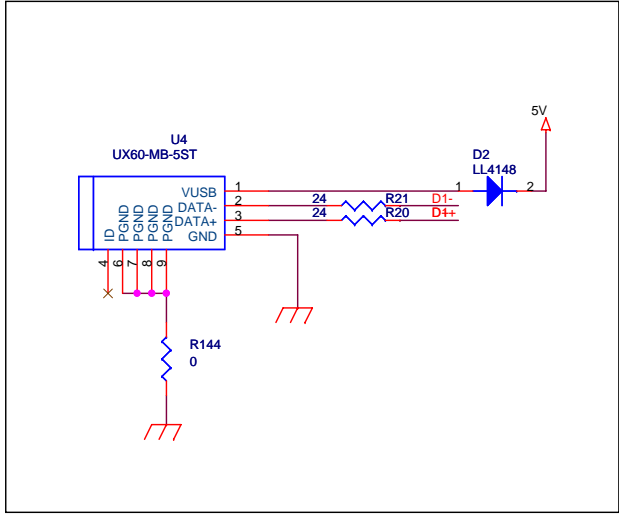 5V
U4
UX60-MB-5ST
D2
LL4148
VUSB 1 1 2
DATA- 2 24 R21 D1-
DATA+ 3 24 R20 D1+
GND 5
ID PGND PGND PGND PGND
4 6 7 8 9
R144
0